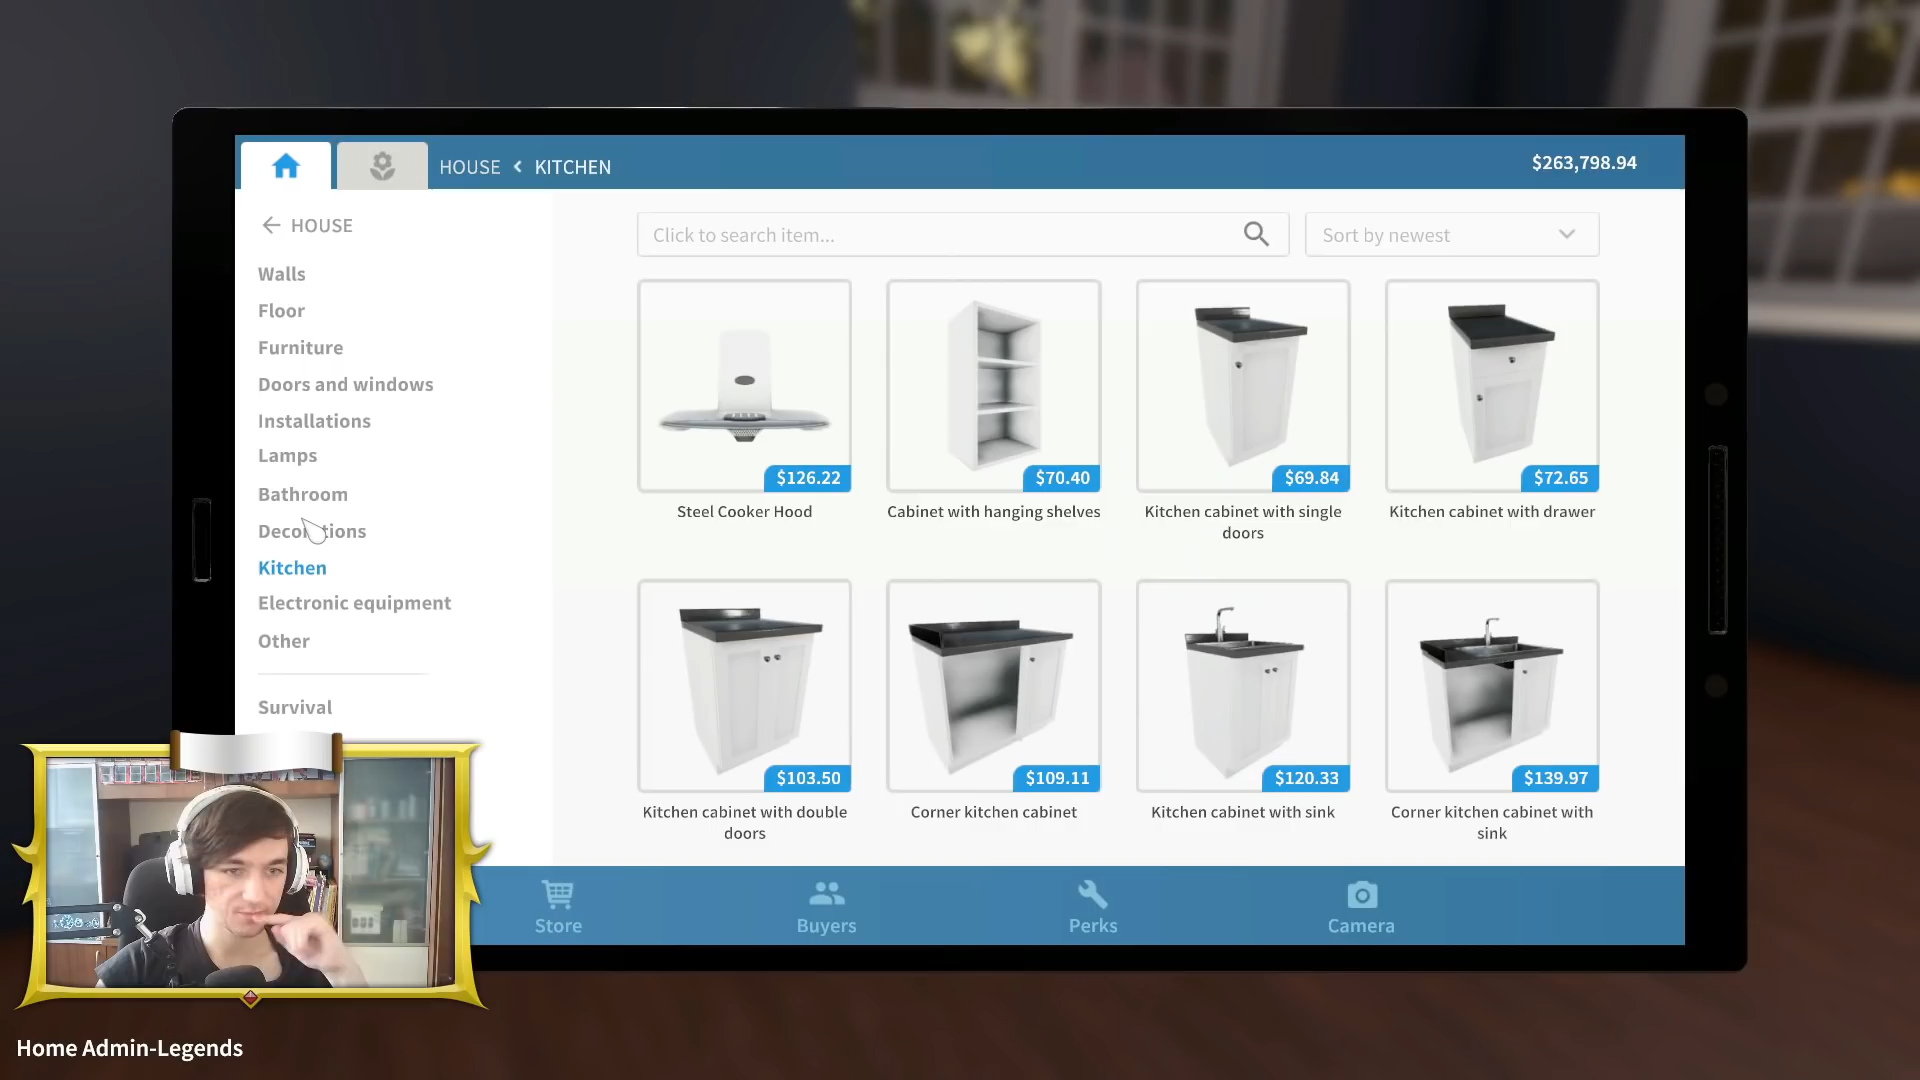 HOUSE < KITCHEN
$263,798.94
HOUSE
Click to search item...
Sort by newest
Walls
Floor
Furniture
Doors and windows
Installations
Lamps
Bathroom
Decorations
Kitchen
Electronic equipment
Other
Survival
$126.22
$70.40
$69.84
$72.65
Steel Cooker Hood
Cabinet with hanging shelves
Kitchen cabinet with single
doors
Kitchen cabinet with drawer
$103.50
$109.11
$120.33
$139.97
Kitchen cabinet with double
doors
Corner kitchen cabinet
Kitchen cabinet with sink
Corner kitchen cabinet with
sink
Store
Buyers
Perks
Camera
Home Admin-Legends